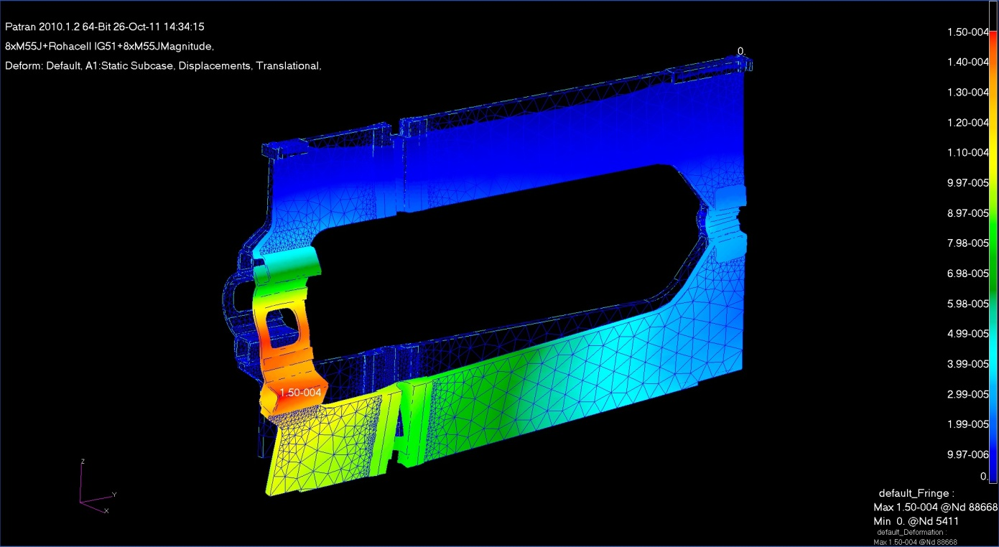 Patran 2010.1.2 64-Bit 26-Oct-11 14:34:15
8xM55J+Rohacell IG51+8xM55JMagnitude,
Deform: Default, A1:Static Subcase, Displacements, Translational,
0.
1.50-004
1.50-004
1.40-004
1.30-004
1.20-004
1.10-004
9.97-005
8.97-005
7.98-005
6.98-005
5.98-005
4.99-005
3.99-005
2.99-005
1.99-005
9.97-006
0.
Z
Y
X
default_Fringe :
Max 1.50-004 @Nd 88668
Min 0. @Nd 5411
default_Deformation :
Max 1.50-004 @Nd 88668